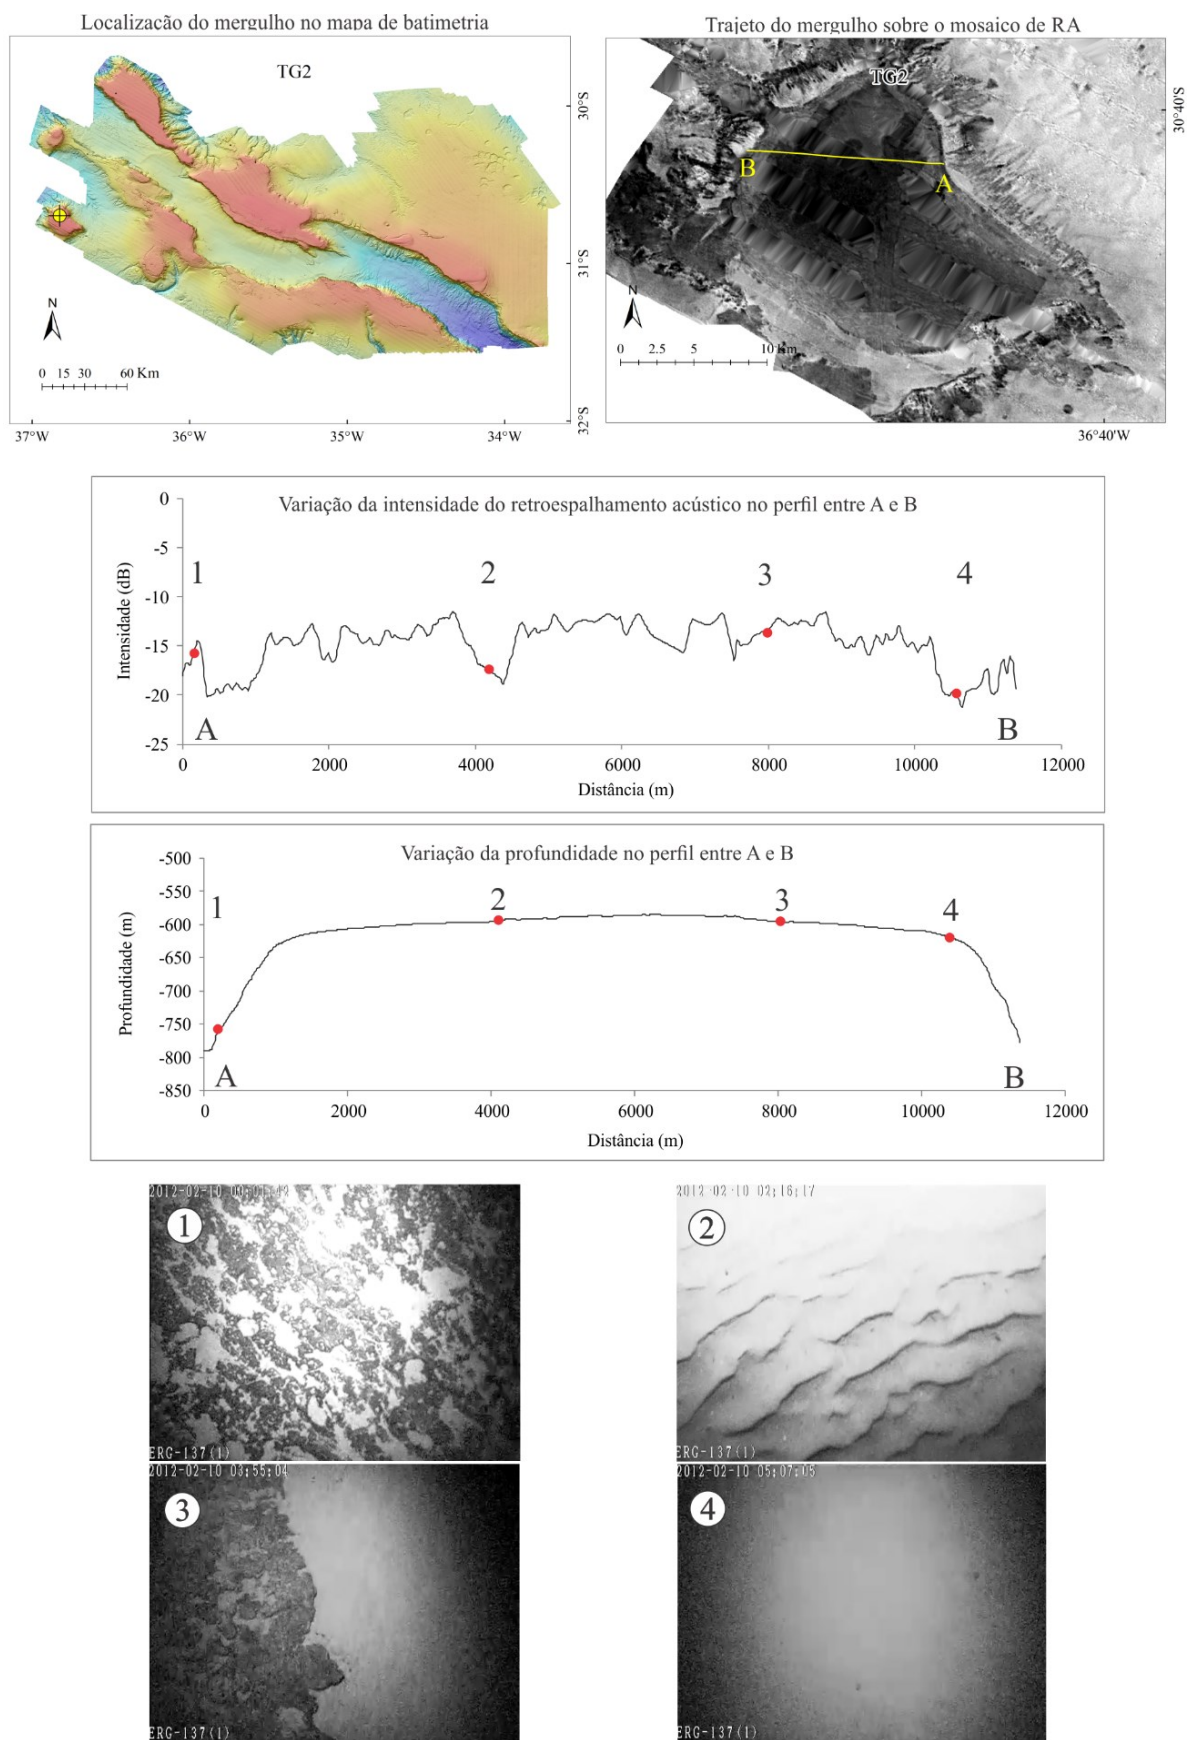 Localização do mergulho no mapa de batimetria
TG2
30°S
31°S
32°S
N
0 15 30 60 Km
37°W 36°W 35°W 34°W
Trajeto do mergulho sobre o mosaico de RA
TG2
B
A
30°40'S
N
0 2.5 5 10 Km
36°40'W
Variação da intensidade do retroespalhamento acústico no perfil entre A e B
Intensidade (dB)
0
-5
-10
-15
-20
-25
1 2 3 4
A B
0 2000 4000 6000 8000 10000 12000
Distância (m)
Variação da profundidade no perfil entre A e B
Profundidade (m)
-500
-550
-600
-650
-700
-750
-800
-850
1 2 3 4
A B
0 2000 4000 6000 8000 10000 12000
Distância (m)
1
ERG-137(1)
2012-02-10 02:16:17
2
ERG-137(1)
2012-02-10 03:55:04
3
ERG-137(1)
2012-02-10 05:07:05
4
ERG-137(1)